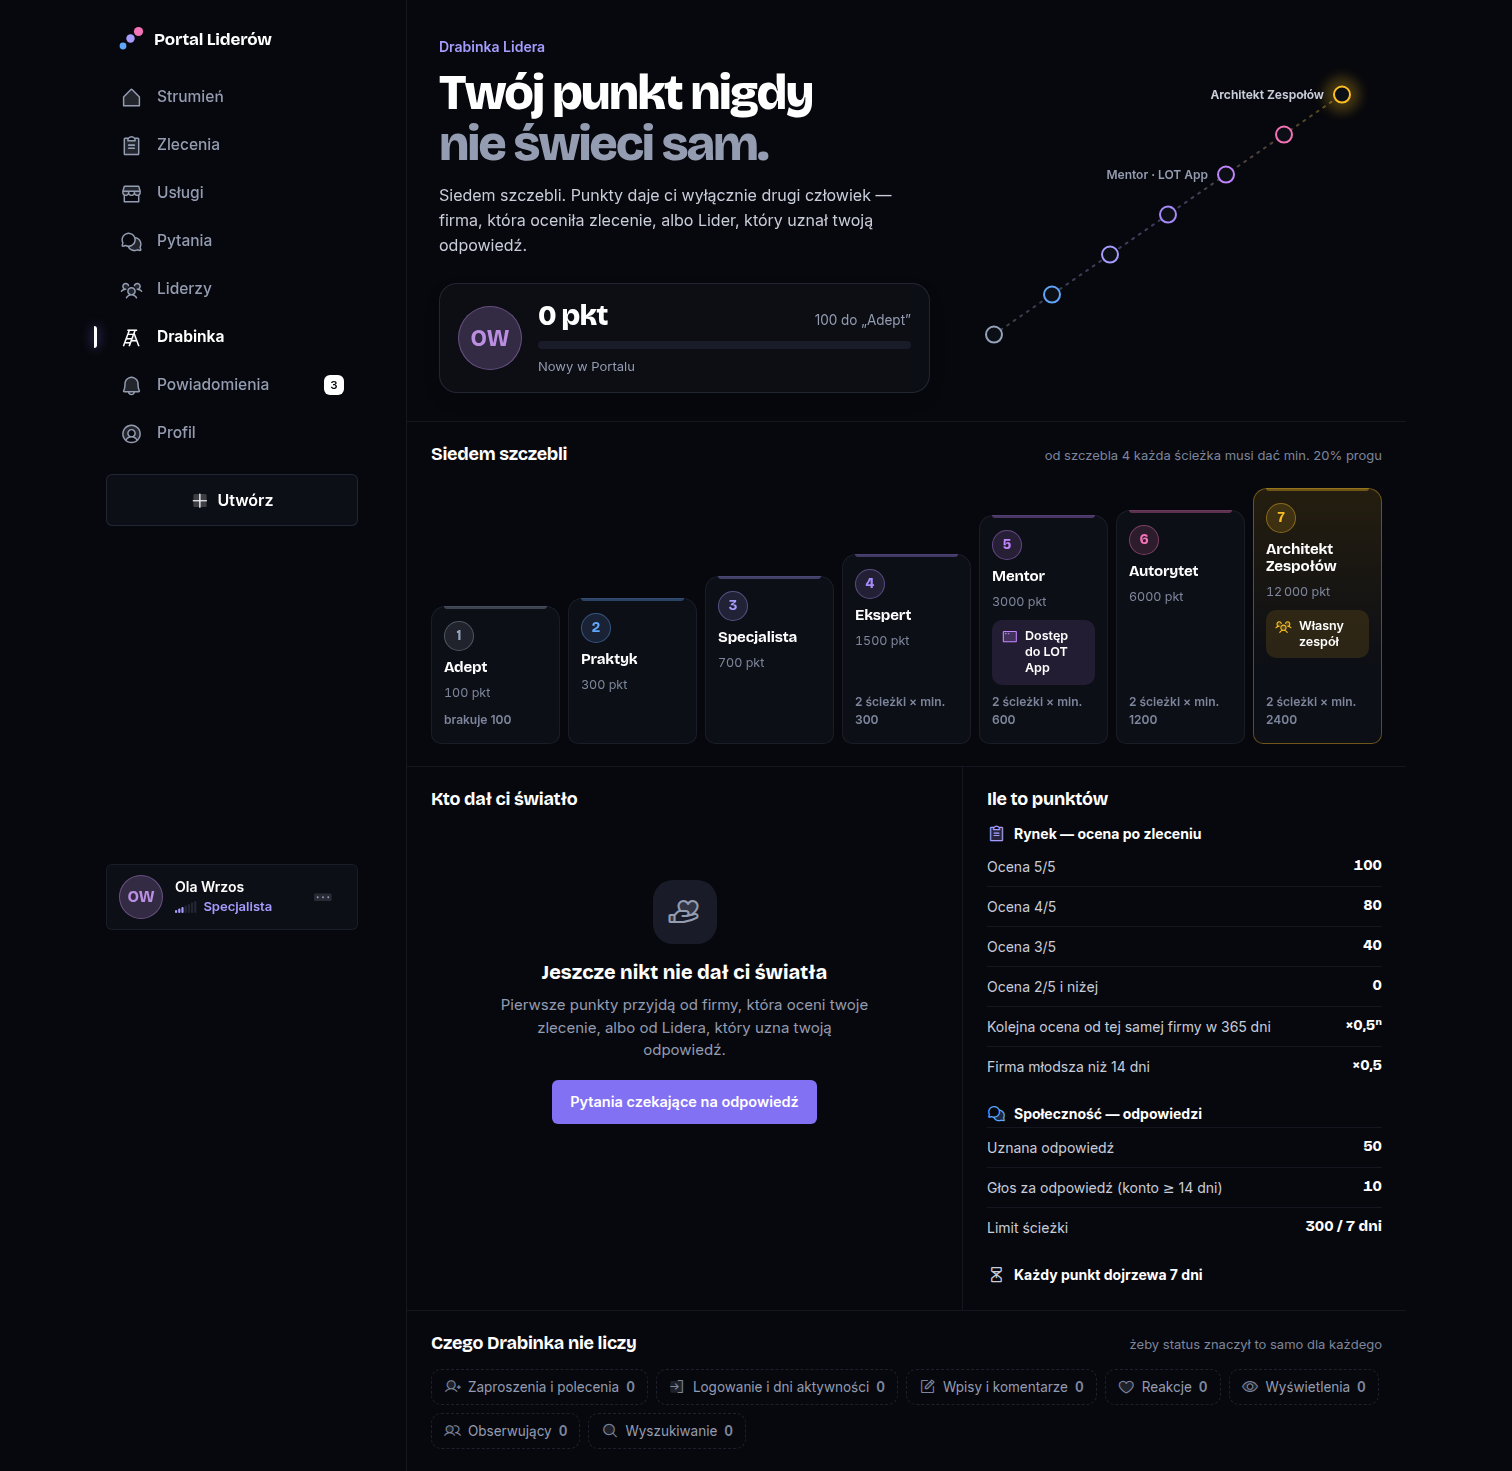 Portal Liderów
Strumień
Zlecenia
Usługi
Pytania
Liderzy
Drabinka
Powiadomienia 3
Profil
Utwórz
OW
Ola Wrzos
Specjalista
Drabinka Lidera
Twój punkt nigdy
nie świeci sam.
Siedem szczebli. Punkty daje ci wyłącznie drugi człowiek —
firma, która oceniła zlecenie, albo Lider, który uznał twoją
odpowiedź.
OW
0 pkt
100 do „Adept”
Nowy w Portalu
Architekt Zespołów
Mentor · LOT App
Siedem szczebli
od szczebla 4 każda ścieżka musi dać min. 20% progu
1
Adept
100 pkt
brakuje 100
2
Praktyk
300 pkt
3
Specjalista
700 pkt
4
Ekspert
1500 pkt
2 ścieżki × min.
300
5
Mentor
3000 pkt
Dostęp
do LOT
App
2 ścieżki × min.
600
6
Autorytet
6000 pkt
2 ścieżki × min.
1200
7
Architekt
Zespołów
12 000 pkt
Własny
zespół
2 ścieżki × min.
2400
Kto dał ci światło
Jeszcze nikt nie dał ci światła
Pierwsze punkty przyjdą od firmy, która oceni twoje
zlecenie, albo od Lidera, który uzna twoją
odpowiedź.
Pytania czekające na odpowiedź
Ile to punktów
Rynek — ocena po zleceniu
Ocena 5/5 100
Ocena 4/5 80
Ocena 3/5 40
Ocena 2/5 i niżej 0
Kolejna ocena od tej samej firmy w 365 dni ×0,5ⁿ
Firma młodsza niż 14 dni ×0,5
Społeczność — odpowiedzi
Uznana odpowiedź 50
Głos za odpowiedź (konto ≥ 14 dni) 10
Limit ścieżki 300 / 7 dni
Każdy punkt dojrzewa 7 dni
Czego Drabinka nie liczy
żeby status znaczył to samo dla każdego
Zaproszenia i polecenia 0
Logowanie i dni aktywności 0
Wpisy i komentarze 0
Reakcje 0
Wyświetlenia 0
Obserwujący 0
Wyszukiwanie 0